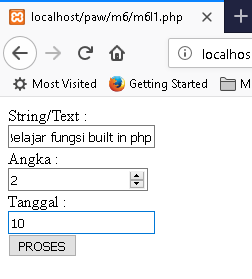 localhost/paw/m6/m6l1.php
localhos
Most Visited Getting Started M
String/Text :
elajar fungsi built in php
Angka :
2
Tanggal :
10
PROSES